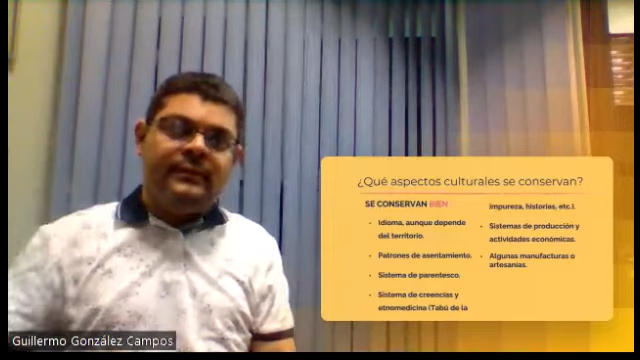 ¿Qué aspectos culturales se conservan?
SE CONSERVAN BIEN
• Idioma, aunque depende
del territorio.
• Patrones de asentamiento.
• Sistema de parentesco.
• Sistema de creencias y
etnomedicina (Tabú de la
impureza, historias, etc.).
• Sistemas de producción y
actividades económicas.
• Algunas manufacturas o
artesanías.
Guillermo González Campos